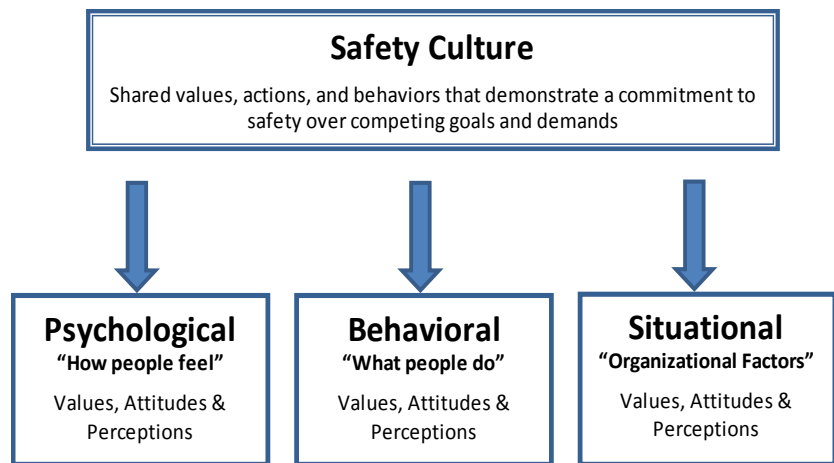 Safety Culture
Shared values, actions, and behaviors that demonstrate a commitment to
safety over competing goals and demands
Psychological
“How people feel”
Values, Attitudes &
Perceptions
Behavioral
“What people do”
Values, Attitudes &
Perceptions
Situational
“Organizational Factors”
Values, Attitudes &
Perceptions